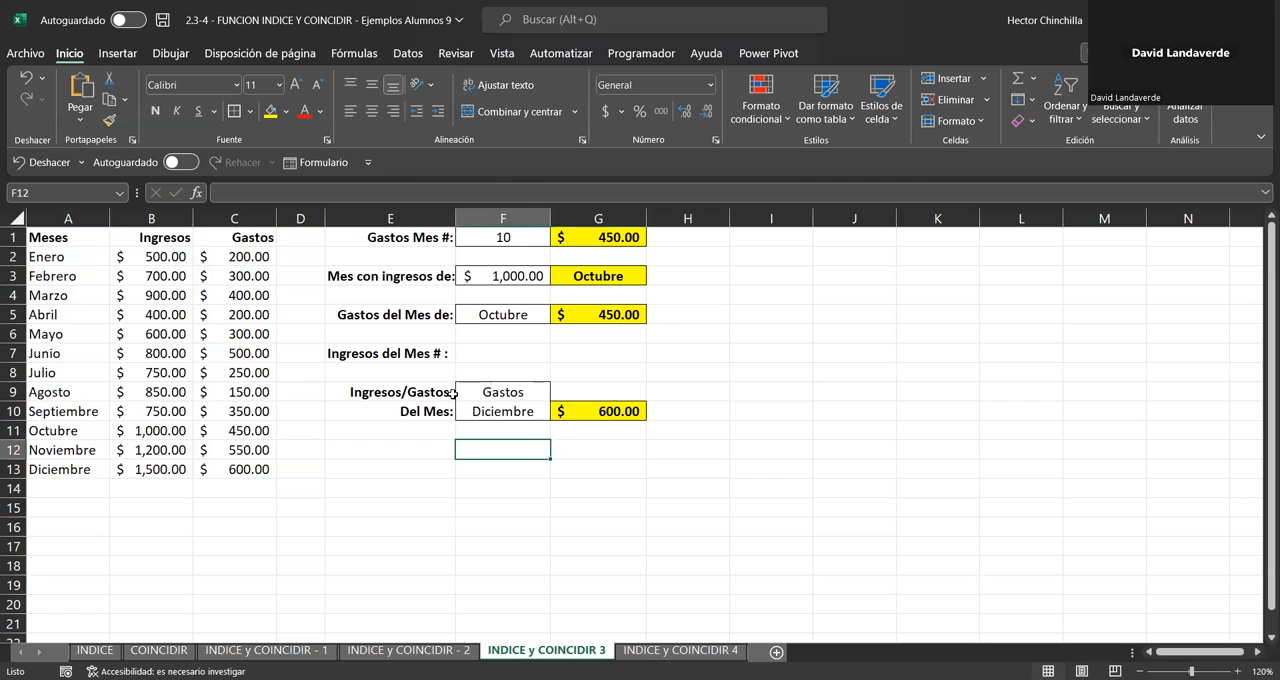 Autoguardado
2.3-4 - FUNCION INDICE Y COINCIDIR - Ejemplos Alumnos 9
Buscar (Alt+Q)
Hector Chinchilla
David Landaverde
Archivo Inicio Insertar Dibujar Disposición de página Fórmulas Datos Revisar Vista Automatizar Programador Ayuda Power Pivot
David Landaverde
Pegar
Calibri 11
N K S
Ajustar texto
Combinar y centrar
General
$ % 000
Formato condicional
Dar formato como tabla
Estilos de celda
Insertar
Eliminar
Formato
Ordenar y filtrar
Buscar y seleccionar
Analizar datos
Deshacer Portapapeles Fuente Alineación Número Estilos Celdas Edición Análisis
Deshacer Autoguardado Rehacer Formulario
F12 fx
A B C D E F G H I J K L M N
1 Meses Ingresos Gastos Gastos Mes #: 10 $ 450.00
2 Enero $ 500.00 $ 200.00
3 Febrero $ 700.00 $ 300.00 Mes con ingresos de: $ 1,000.00 Octubre
4 Marzo $ 900.00 $ 400.00
5 Abril $ 400.00 $ 200.00 Gastos del Mes de: Octubre $ 450.00
6 Mayo $ 600.00 $ 300.00
7 Junio $ 800.00 $ 500.00 Ingresos del Mes # :
8 Julio $ 750.00 $ 250.00
9 Agosto $ 850.00 $ 150.00 Ingresos/Gastos: Gastos
10 Septiembre $ 750.00 $ 350.00 Del Mes: Diciembre $ 600.00
11 Octubre $ 1,000.00 $ 450.00
12 Noviembre $ 1,200.00 $ 550.00
13 Diciembre $ 1,500.00 $ 600.00
14
15
16
17
18
19
20
21
22
INDICE COINCIDIR INDICE y COINCIDIR - 1 INDICE y COINCIDIR - 2 INDICE y COINCIDIR 3 INDICE y COINCIDIR 4
Listo Accesibilidad: es necesario investigar 120%